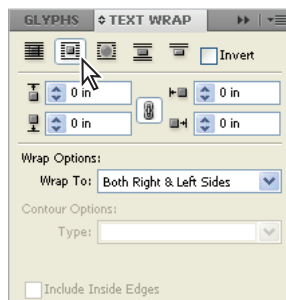 GLYPHS TEXT WRAP
Invert
0 in 0 in
0 in 0 in
Wrap Options:
Wrap To: Both Right & Left Sides
Contour Options:
Type:
Include Inside Edges